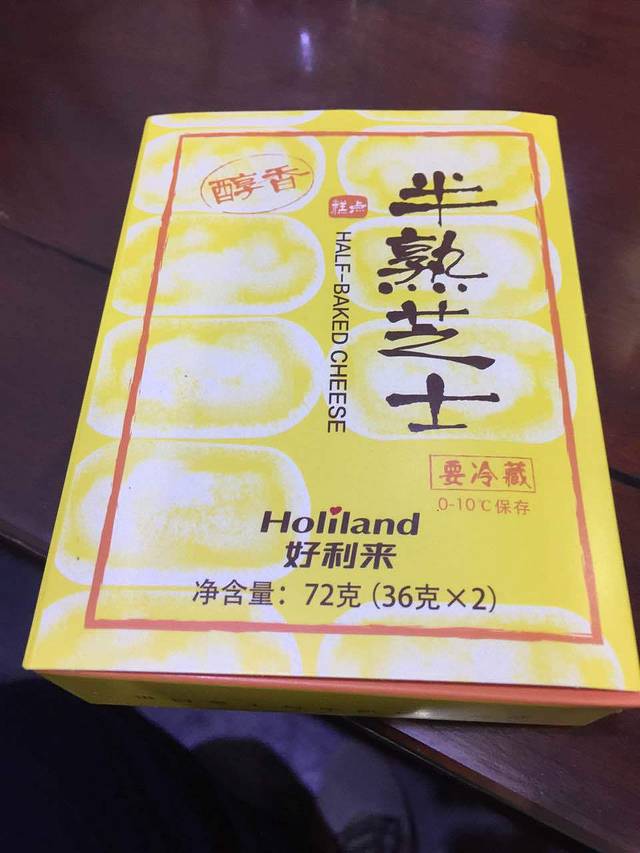 醇香
半熟芝士
糕点
HALF-BAKED CHEESE
要冷藏
0-10℃保存
Holiland
好利来
净含量：72克（36克×2）